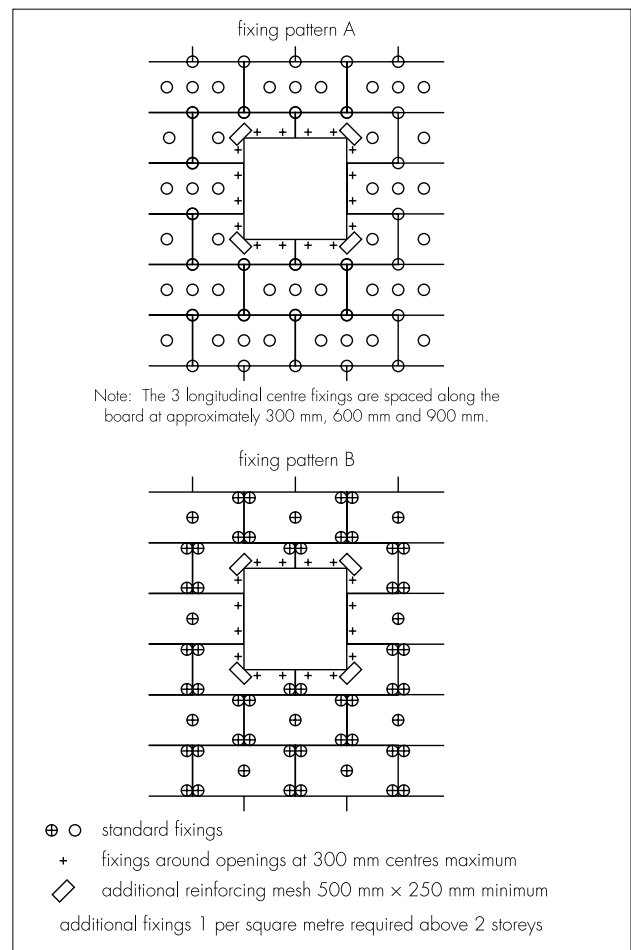 fixing pattern A
Note: The 3 longitudinal centre fixings are spaced along the
board at approximately 300 mm, 600 mm and 900 mm.
fixing pattern B
standard fixings
fixings around openings at 300 mm centres maximum
additional reinforcing mesh 500 mm × 250 mm minimum
additional fixings 1 per square metre required above 2 storeys